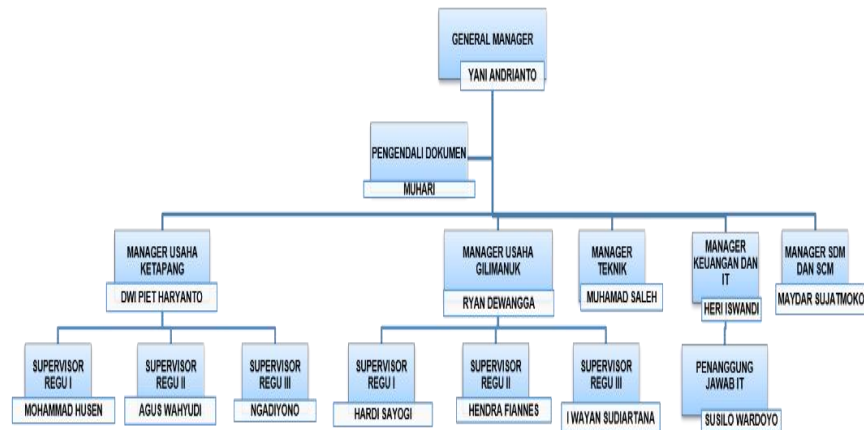 GENERAL MANAGER
YANI ANDRIANTO
PENGENDALI DOKUMEN
MUHARI
MANAGER USAHA
KETAPANG
DWI PIET HARYANTO
MANAGER USAHA
GILIMANUK
RYAN DEWANGGA
MANAGER
TEKNIK
MUHAMAD SALEH
MANAGER
KEUANGAN DAN
IT
HERI ISWANDI
MANAGER SDM
DAN SCM
MAYDAR SUJATMOKO
SUPERVISOR
REGU I
MOHAMMAD HUSEN
SUPERVISOR
REGU II
AGUS WAHYUDI
SUPERVISOR
REGU III
NGADIYONO
SUPERVISOR
REGU I
HARDI SAYOGI
SUPERVISOR
REGU II
HENDRA FIANNES
SUPERVISOR
REGU III
I WAYAN SUDIARTANA
PENANGGUNG
JAWAB IT
SUSILO WARDOYO